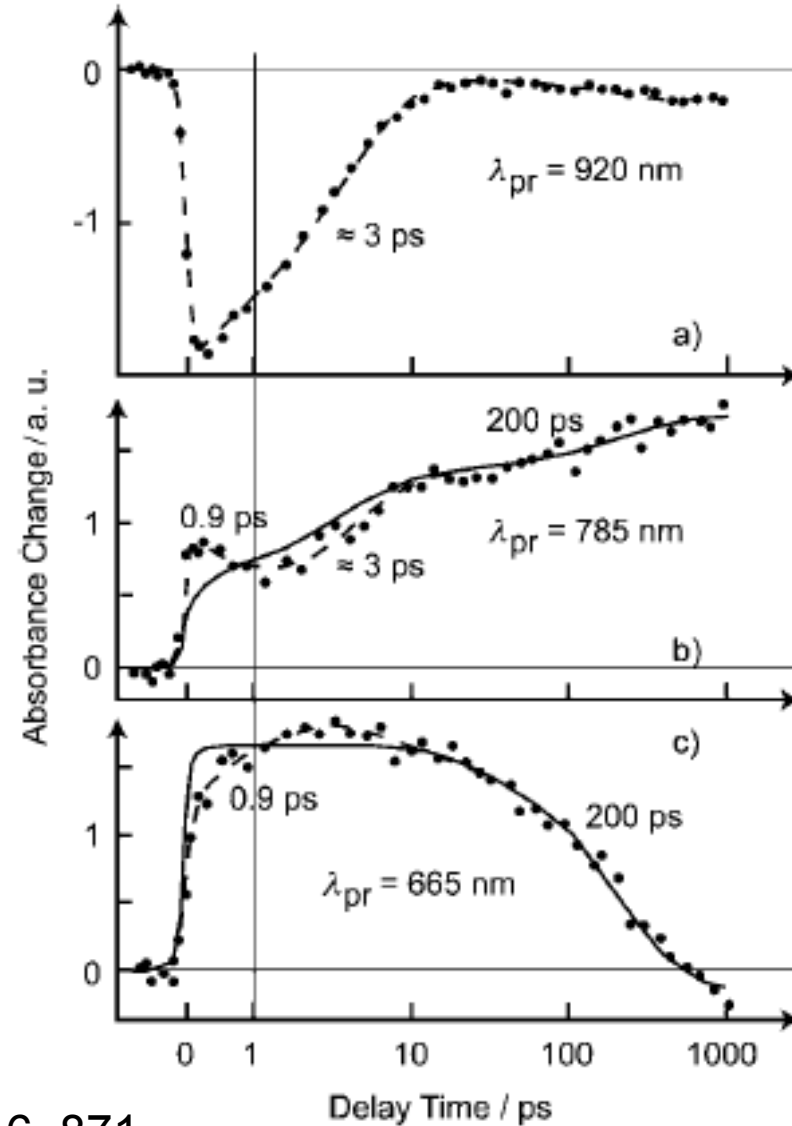 0
-1
λpr = 920 nm
≈ 3 ps
a)
Absorbance Change / a. u.
200 ps
0.9 ps
1
λpr = 785 nm
≈ 3 ps
0
b)
c)
0.9 ps
200 ps
1
λpr = 665 nm
0
0 1 10 100 1000
Delay Time / ps